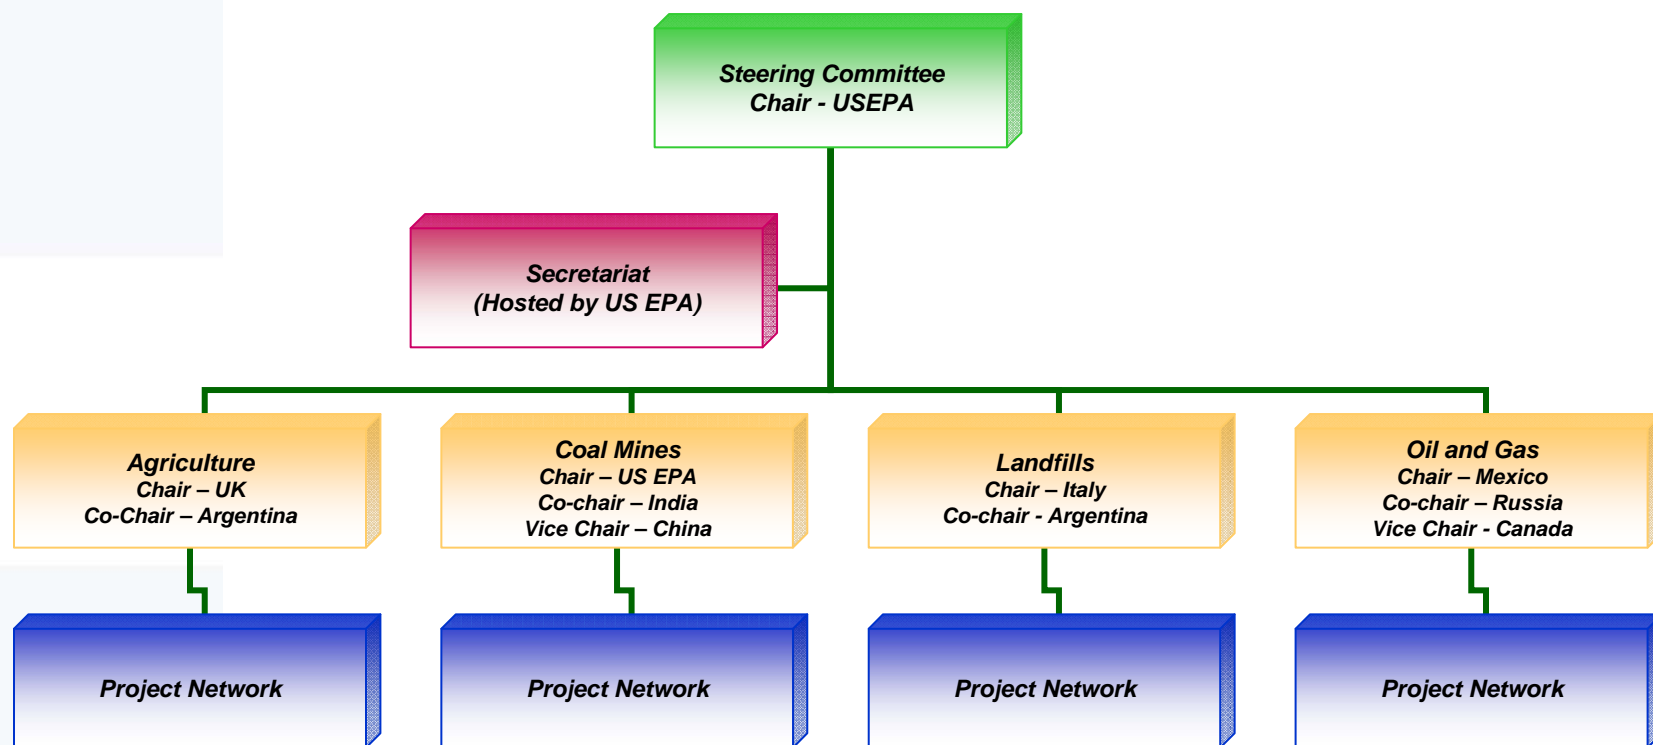 Steering Committee
Chair - USEPA
Secretariat
(Hosted by US EPA)
Agriculture
Chair – UK
Co-Chair – Argentina
Coal Mines
Chair – US EPA
Co-chair – India
Vice Chair – China
Landfills
Chair – Italy
Co-chair - Argentina
Oil and Gas
Chair – Mexico
Co-chair – Russia
Vice Chair - Canada
Project Network
Project Network
Project Network
Project Network